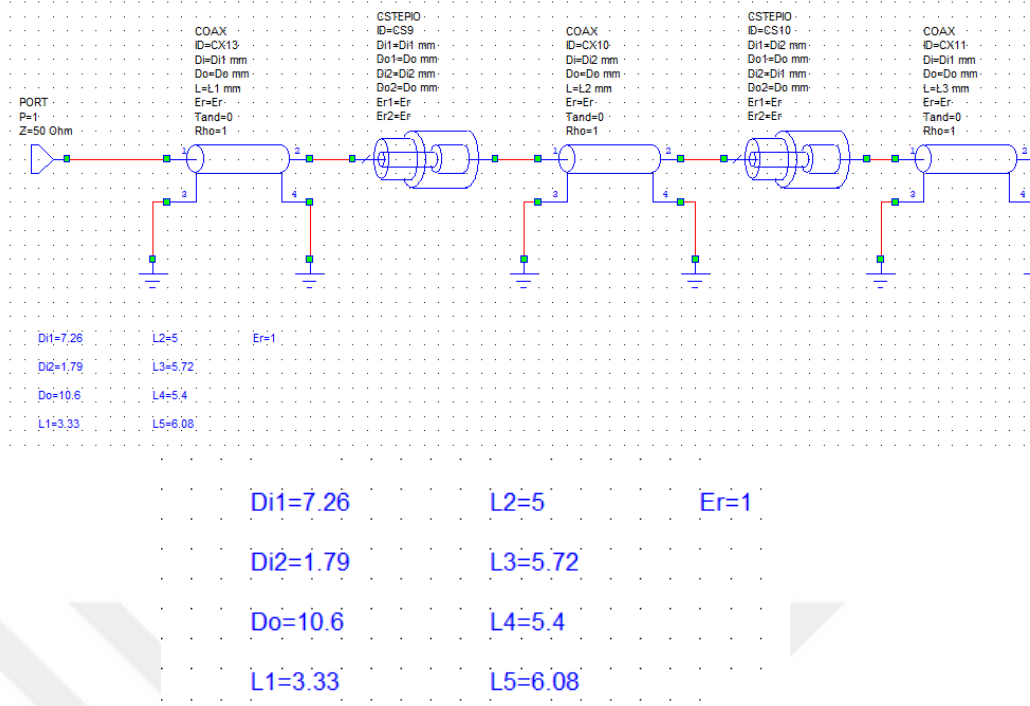 PORT
P=1
Z=50 Ohm
COAX
ID=CX13
Di=Di1 mm
Do=Do mm
L=L1 mm
Er=Er
Tand=0
Rho=1
1
2
3
4
CSTEPIO
ID=CS9
Di1=Di1 mm
Do1=Do mm
Di2=Di2 mm
Do2=Do mm
Er1=Er
Er2=Er
COAX
ID=CX10
Di=Di2 mm
Do=Do mm
L=L2 mm
Er=Er
Tand=0
Rho=1
1
2
3
4
CSTEPIO
ID=CS10
Di1=Di2 mm
Do1=Do mm
Di2=Di1 mm
Do2=Do mm
Er1=Er
Er2=Er
COAX
ID=CX11
Di=Di1 mm
Do=Do mm
L=L3 mm
Er=Er
Tand=0
Rho=1
1
2
3
4
Di1=7.26 L2=5 Er=1
Di2=1.79 L3=5.72
Do=10.6 L4=5.4
L1=3.33 L5=6.08
Di1=7.26 L2=5 Er=1
Di2=1.79 L3=5.72
Do=10.6 L4=5.4
L1=3.33 L5=6.08